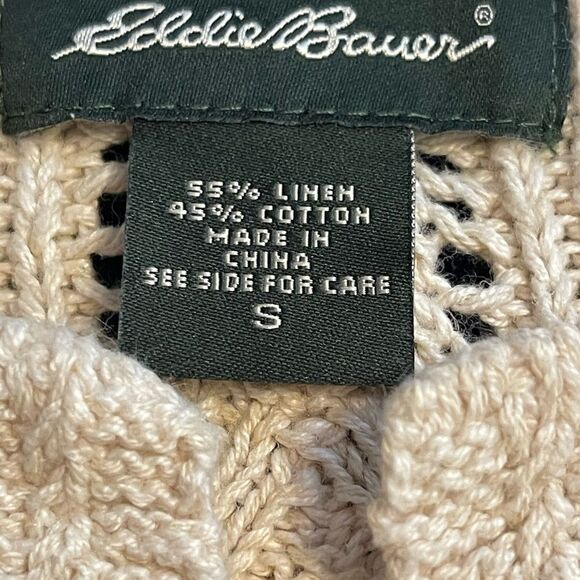 Eddie Bauer®
55% LINEN
45% COTTON
MADE IN
CHINA
SEE SIDE FOR CARE
S